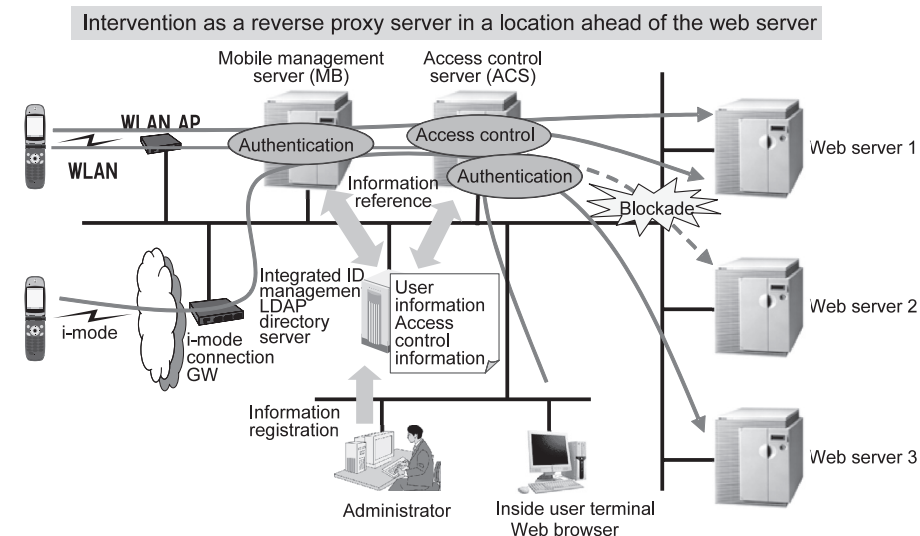 Intervention as a reverse proxy server in a location ahead of the web server
Mobile management
server (MB)
Access control
server (ACS)
WLAN AP
WLAN
Authentication
Access control
Authentication
Web server 1
Information
reference
Blockade
i-mode
i-mode
connection
GW
Integrated ID
management
LDAP
directory
server
User
information
Access
control
information
Web server 2
Information
registration
Administrator
Inside user terminal
Web browser
Web server 3